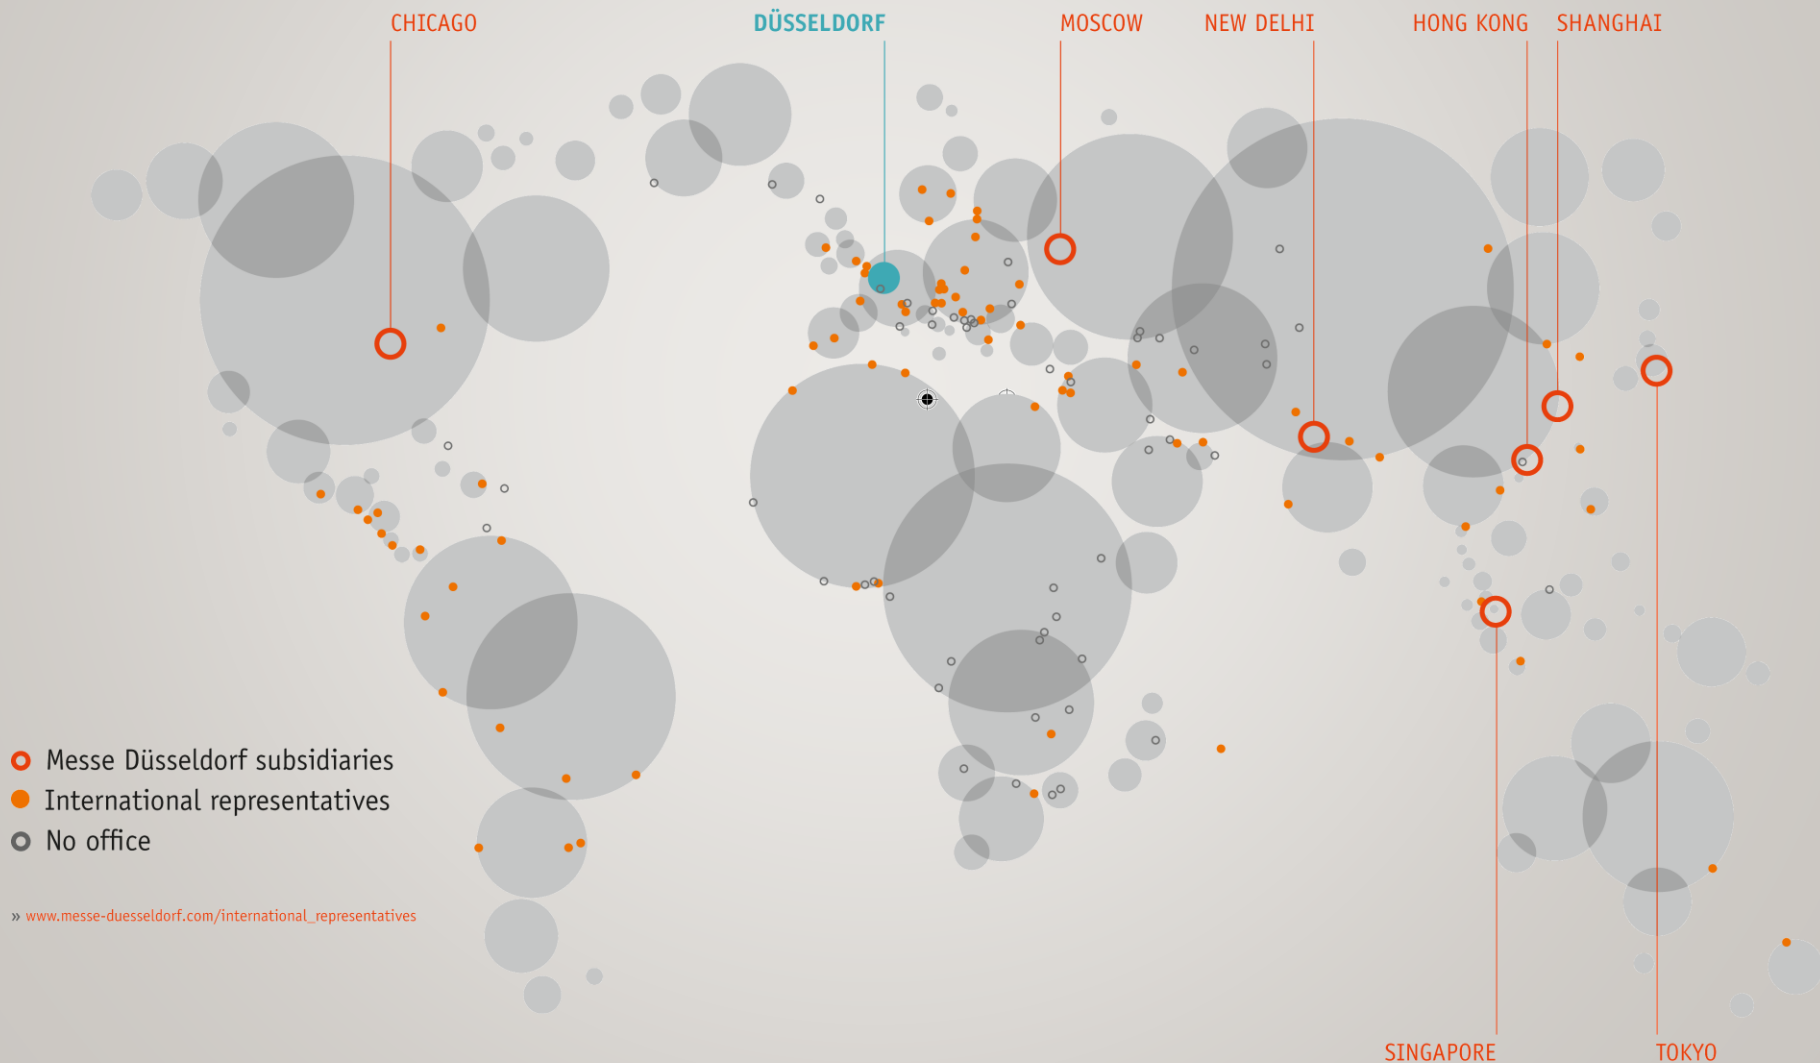 CHICAGO
DÜSSELDORF
MOSCOW
NEW DELHI
HONG KONG
SHANGHAI
Messe Düsseldorf subsidiaries
International representatives
No office
» www.messe-duesseldorf.com/international_representatives
SINGAPORE
TOKYO